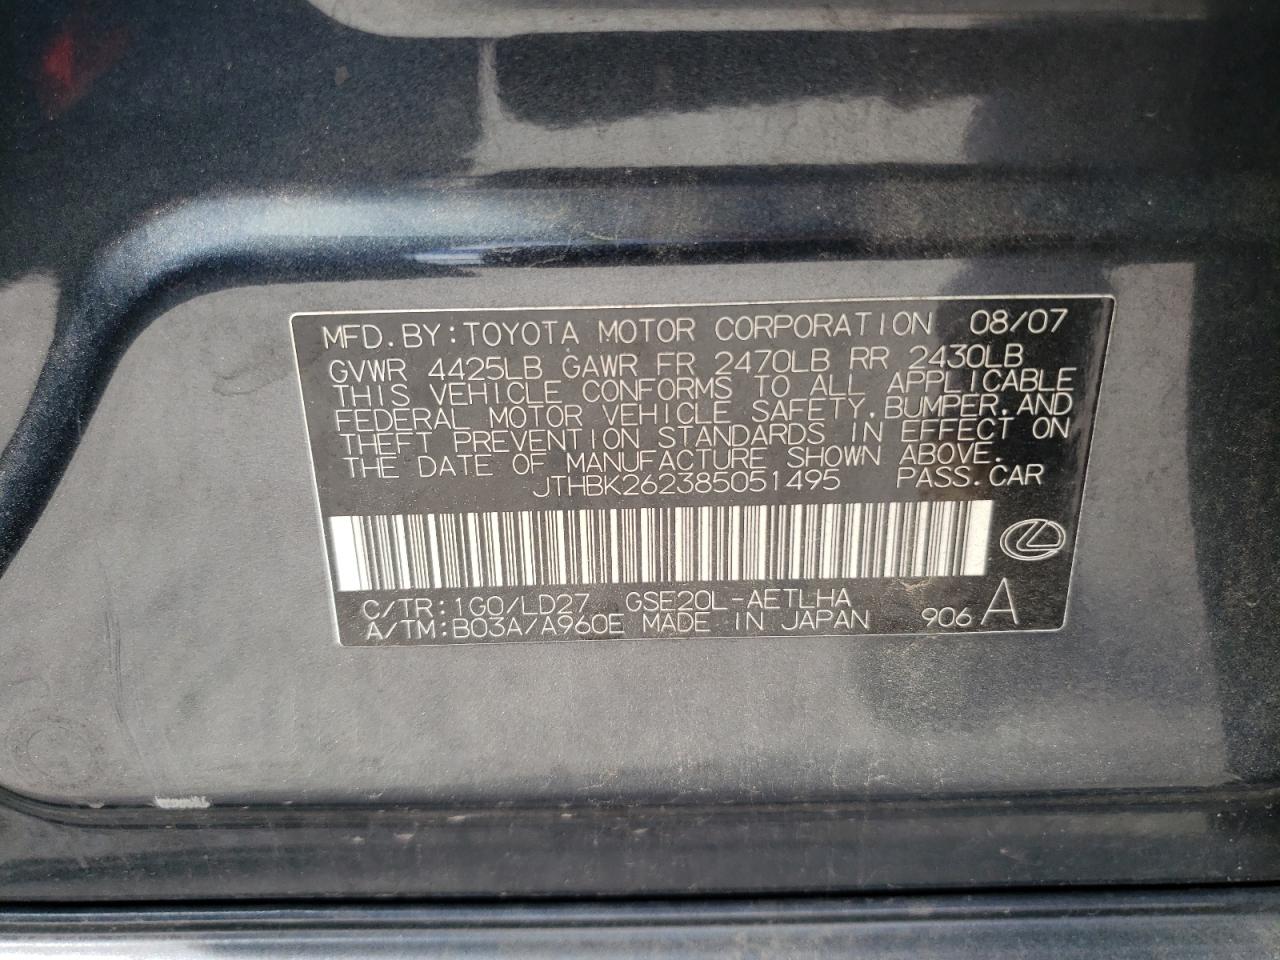 MFD. BY: TOYOTA MOTOR CORPORATION 08/07
GVWR 4425LB GAWR FR 2470LB RR 2430LB
THIS VEHICLE CONFORMS TO ALL APPLICABLE
FEDERAL MOTOR VEHICLE SAFETY, BUMPER, AND
THEFT PREVENTION STANDARDS IN EFFECT ON
THE DATE OF MANUFACTURE SHOWN ABOVE.
JTHBK262385051495 PASS. CAR
C/TR: 1G0/LD27 GSE20L-AETLHA
A/TM: B03A/A960E MADE IN JAPAN 906 A